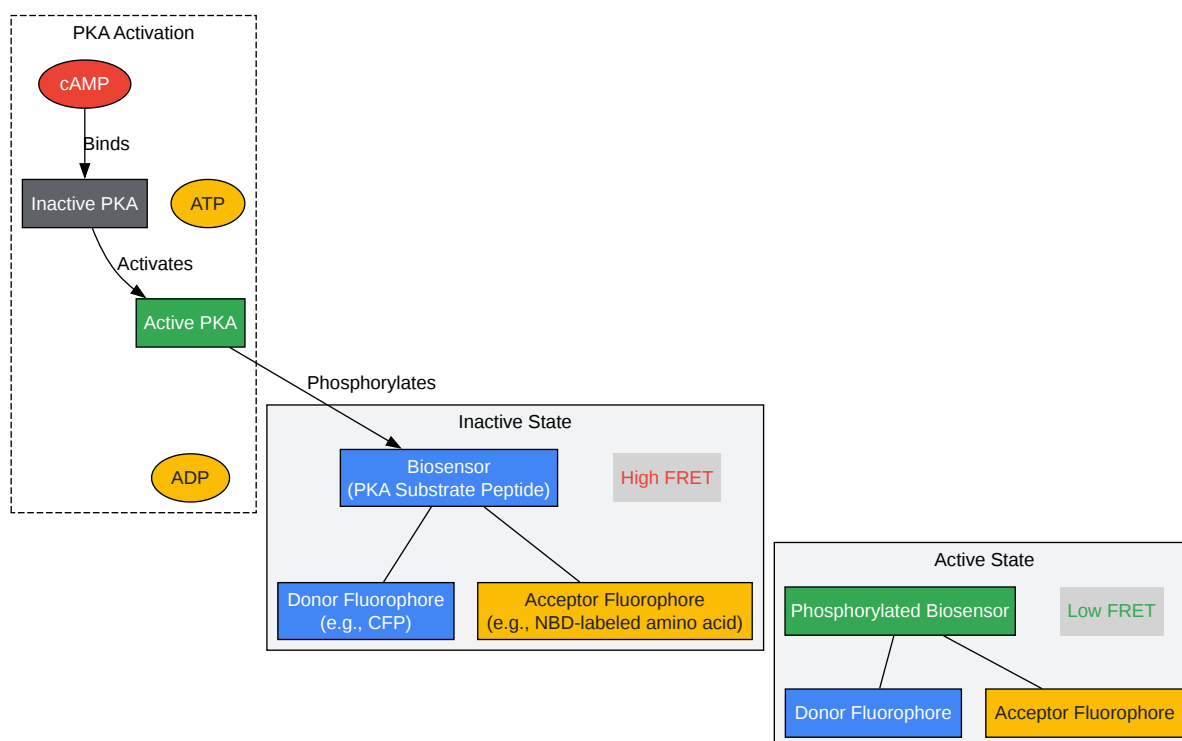 PKA Activation
cAMP
Binds
Inactive PKA
ATP
Activates
Active PKA
Phosphorylates
ADP
Inactive State
Biosensor
(PKA Substrate Peptide)
High FRET
Donor Fluorophore
(e.g., CFP)
Acceptor Fluorophore
(e.g., NBD-labeled amino acid)
Active State
Phosphorylated Biosensor
Low FRET
Donor Fluorophore
Acceptor Fluorophore